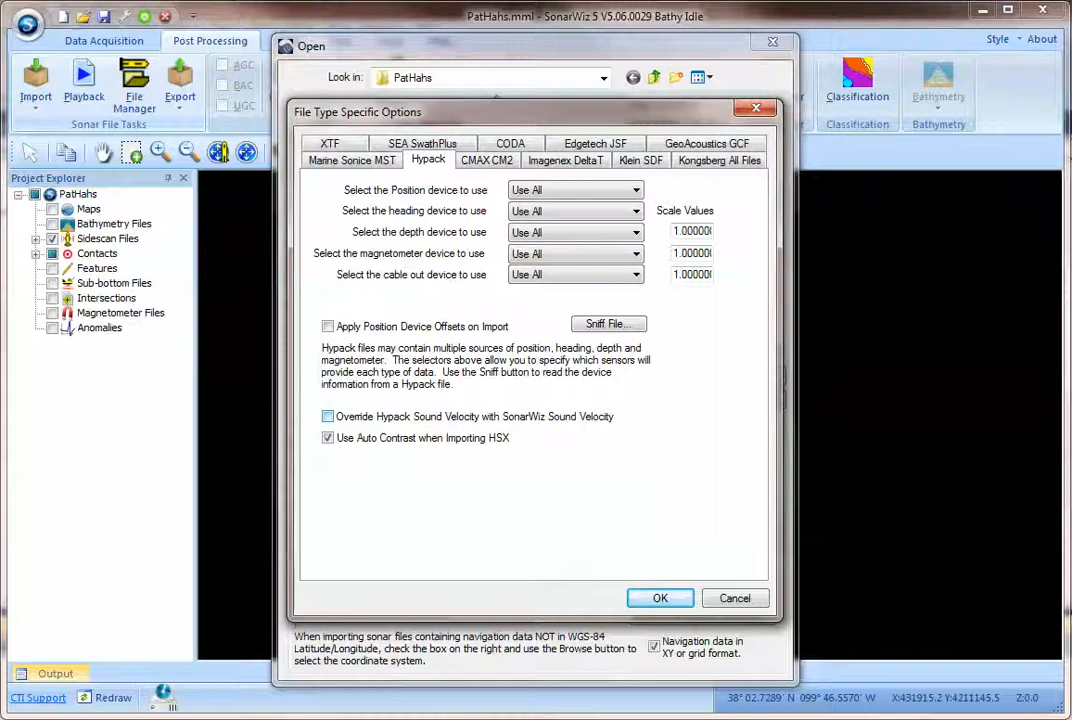 PatHahs.mml - SonarWiz 5 V5.06.0029 Bathy Idle
Data Acquisition
Post Processing
Style
About
Import
Playback
File
Manager
Export
AGC
BAC
UGC
Sonar File Tasks
Classification
Classification
Bathymetry
Bathymetry
Project Explorer
PatHahs
Maps
Bathymetry Files
Sidescan Files
Contacts
Features
Sub-bottom Files
Intersections
Magnetometer Files
Anomalies
Open
Look in:
PatHahs
File Type Specific Options
XTF
SEA SwathPlus
CODA
Edgetech JSF
GeoAcoustics GCF
Marine Sonice MST
Hypack
CMAX CM2
Imagenex DeltaT
Klein SDF
Kongsberg All Files
Select the Position device to use
Use All
Select the heading device to use
Use All
Scale Values
Select the depth device to use
Use All
1.00000
Select the magnetometer device to use
Use All
1.00000
Select the cable out device to use
Use All
1.00000
Apply Position Device Offsets on Import
Sniff File...
Hypack files may contain multiple sources of position, heading, depth and
magnetometer. The selectors above allow you to specify which sensors will
provide each type of data. Use the Sniff button to read the device
information from a Hypack file.
Override Hypack Sound Velocity with SonarWiz Sound Velocity
Use Auto Contrast when Importing HSX
OK
Cancel
When importing sonar files containing navigation data NOT in WGS-84
Latitude/Longitude, check the box on the right and use the Browse button to
select the coordinate system.
Navigation data in
XY or grid format.
Output
CTI Support
Redraw
38° 02.7289' N, 099° 46.5570' W
X:431915.2 Y:4211145.5
Z:0.0